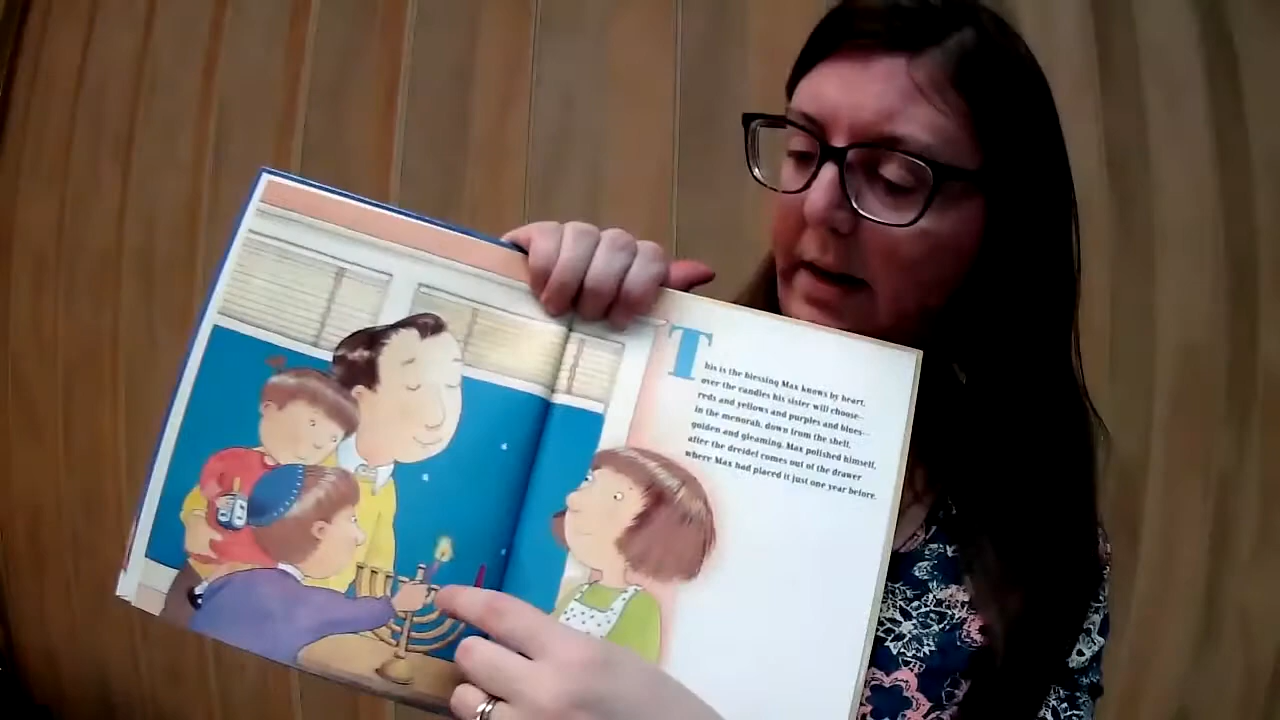 This is the blessing Max knows by heart,
over the candles his sister will choose—
reds and yellows and purples and blues—
in the menorah, down from the shelf,
golden and gleaming, Max polished himself,
after the dreidel comes out of the drawer
where Max had placed it just one year before.